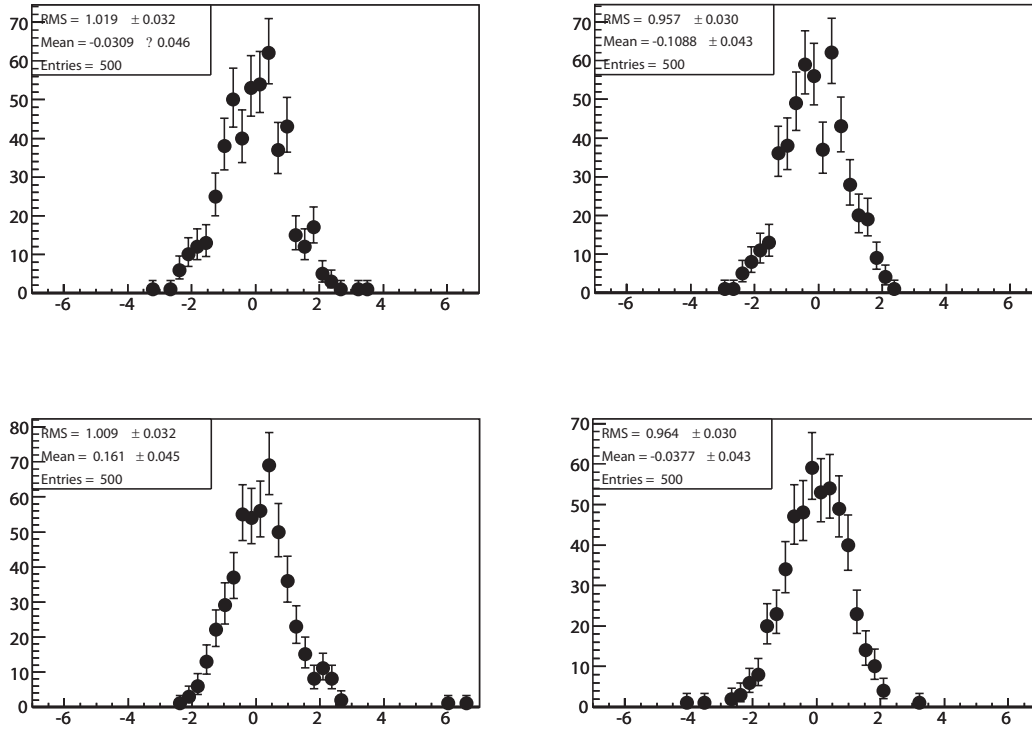 70
60
50
40
30
20
10
0
RMS = 1.019 ± 0.032
Mean = -0.0309 ? 0.046
Entries = 500
-6 -4 -2 0 2 4 6
70
60
50
40
30
20
10
0
RMS = 0.957 ± 0.030
Mean = -0.1088 ± 0.043
Entries = 500
-6 -4 -2 0 2 4 6
80
70
60
50
40
30
20
10
0
RMS = 1.009 ± 0.032
Mean = 0.161 ± 0.045
Entries = 500
-6 -4 -2 0 2 4 6
70
60
50
40
30
20
10
0
RMS = 0.964 ± 0.030
Mean = -0.0377 ± 0.043
Entries = 500
-6 -4 -2 0 2 4 6